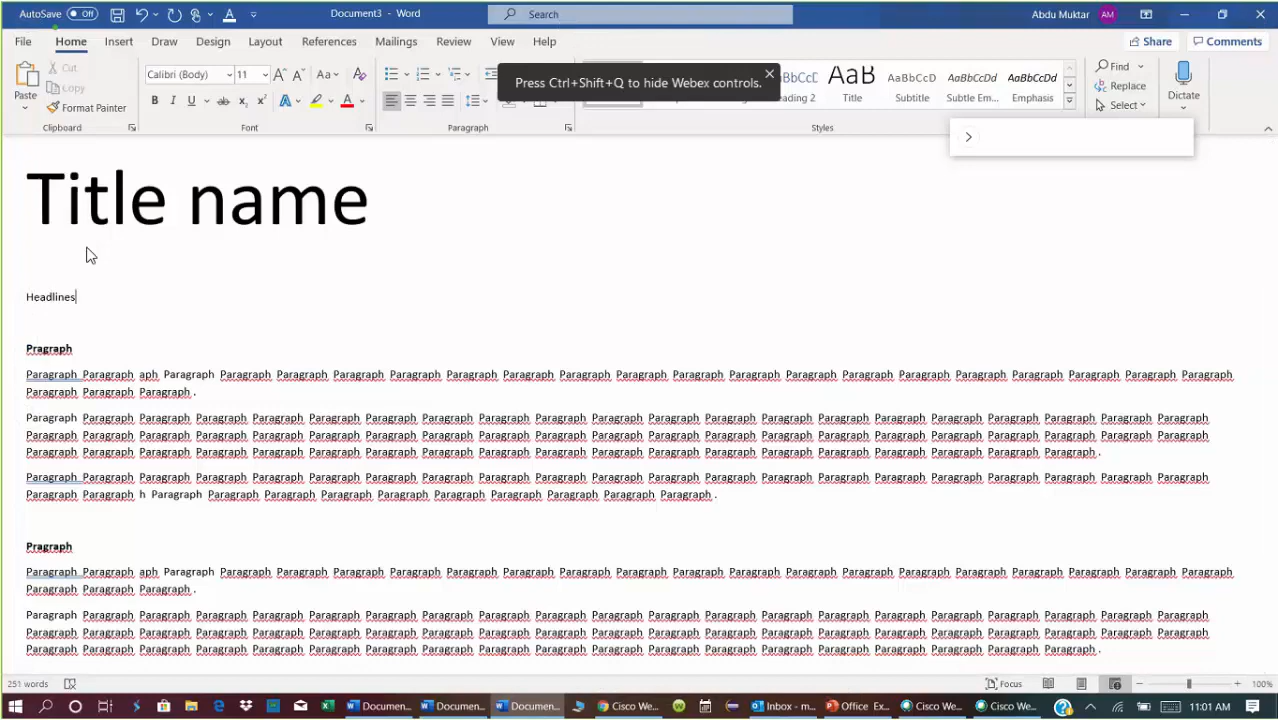 AutoSave Off Document3 - Word Search Abdu Muktar AM
File Home Insert Draw Design Layout References Mailings Review View Help Share Comments
Paste Cut Copy Format Painter Clipboard
Calibri (Body) 11 Aa Font
B I U ab x₂ x² A A
Paragraph
Press Ctrl+Shift+Q to hide Webex controls.
eading 2 AaB Title AaBbCcD Subtitle AaBbCcDd Subtle Em... AaBbCcDd Emphasis Styles
Find Replace Select Dictate
Title name
Headlines
Pragraph
Paragraph Paragraph aph Paragraph Paragraph Paragraph Paragraph Paragraph Paragraph Paragraph Paragraph Paragraph Paragraph Paragraph Paragraph Paragraph Paragraph Paragraph Paragraph Paragraph Paragraph Paragraph
Paragraph Paragraph Paragraph .
Paragraph Paragraph Paragraph Paragraph Paragraph Paragraph Paragraph Paragraph Paragraph Paragraph Paragraph Paragraph Paragraph Paragraph Paragraph Paragraph Paragraph Paragraph Paragraph Paragraph Paragraph
Paragraph Paragraph Paragraph Paragraph Paragraph Paragraph Paragraph Paragraph Paragraph Paragraph Paragraph Paragraph Paragraph Paragraph Paragraph Paragraph Paragraph Paragraph Paragraph Paragraph Paragraph
Paragraph Paragraph Paragraph Paragraph Paragraph Paragraph Paragraph Paragraph Paragraph Paragraph Paragraph Paragraph Paragraph Paragraph Paragraph Paragraph Paragraph Paragraph Paragraph .
Paragraph Paragraph Paragraph Paragraph Paragraph Paragraph Paragraph Paragraph Paragraph Paragraph Paragraph Paragraph Paragraph Paragraph Paragraph Paragraph Paragraph Paragraph Paragraph Paragraph Paragraph
Paragraph Paragraph h Paragraph Paragraph Paragraph Paragraph Paragraph Paragraph Paragraph Paragraph Paragraph Paragraph .
Pragraph
Paragraph Paragraph aph Paragraph Paragraph Paragraph Paragraph Paragraph Paragraph Paragraph Paragraph Paragraph Paragraph Paragraph Paragraph Paragraph Paragraph Paragraph Paragraph Paragraph Paragraph Paragraph
Paragraph Paragraph Paragraph .
Paragraph Paragraph Paragraph Paragraph Paragraph Paragraph Paragraph Paragraph Paragraph Paragraph Paragraph Paragraph Paragraph Paragraph Paragraph Paragraph Paragraph Paragraph Paragraph Paragraph Paragraph
Paragraph Paragraph Paragraph Paragraph Paragraph Paragraph Paragraph Paragraph Paragraph Paragraph Paragraph Paragraph Paragraph Paragraph Paragraph Paragraph Paragraph Paragraph Paragraph Paragraph Paragraph
Paragraph Paragraph Paragraph Paragraph Paragraph Paragraph Paragraph Paragraph Paragraph Paragraph Paragraph Paragraph Paragraph Paragraph Paragraph Paragraph Paragraph Paragraph Paragraph .
251 words Focus 100%
Documen... Documen... Documen... Cisco We... Inbox - m... Office Ex... Cisco We... Cisco We... 11:01 AM